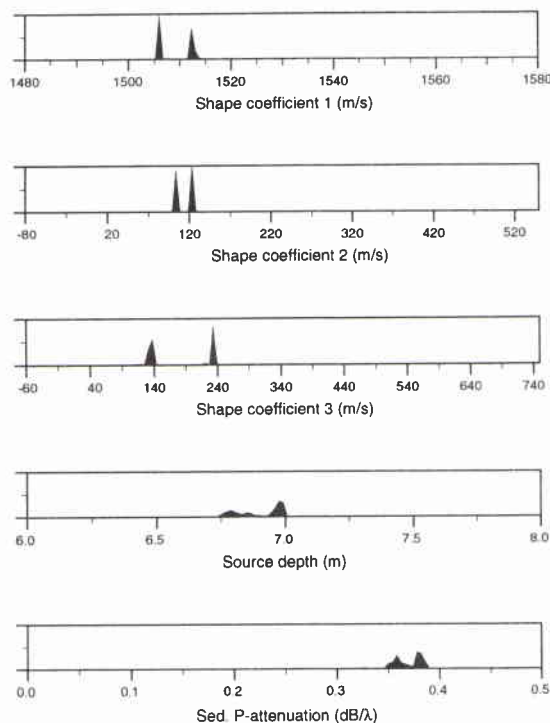 1480 1500 1520 1540 1560 1580
Shape coefficient 1 (m/s)
-80 20 120 220 320 420 520
Shape coefficient 2 (m/s)
-60 40 140 240 340 440 540 640 740
Shape coefficient 3 (m/s)
6.0 6.5 7.0 7.5 8.0
Source depth (m)
0.0 0.1 0.2 0.3 0.4 0.5
Sed. P-attenuation (dB/λ)